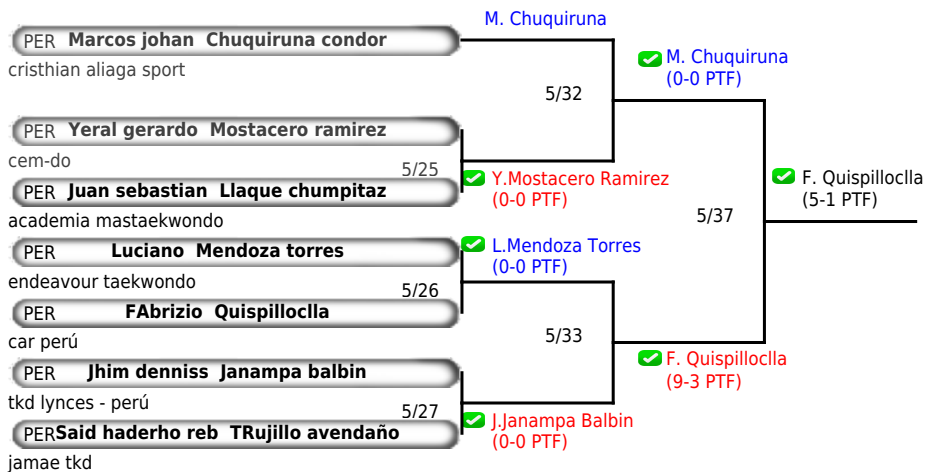 M. Chuquiruna
PER Marcos johan Chuquiruna condor
cristhian aliaga sport
M. Chuquiruna
(0-0 PTF)
5/32
PER Yeral gerardo Mostacero ramirez
cem-do
5/25
PER Juan sebastian Llaque chumpitaz
academia mastaekwondo
Y.Mostacero Ramirez
(0-0 PTF)
F. Quispilloclla
(5-1 PTF)
5/37
PER Luciano Mendoza torres
endeavour taekwondo
L.Mendoza Torres
(0-0 PTF)
5/26
PER FAbrizio Quispilloclla
car perú
5/33
F. Quispilloclla
(9-3 PTF)
PER Jhim denniss Janampa balbin
tkd lynces - perú
5/27
PER Said haderho reb TRujillo avendaño
jamae tkd
J.Janampa Balbin
(0-0 PTF)